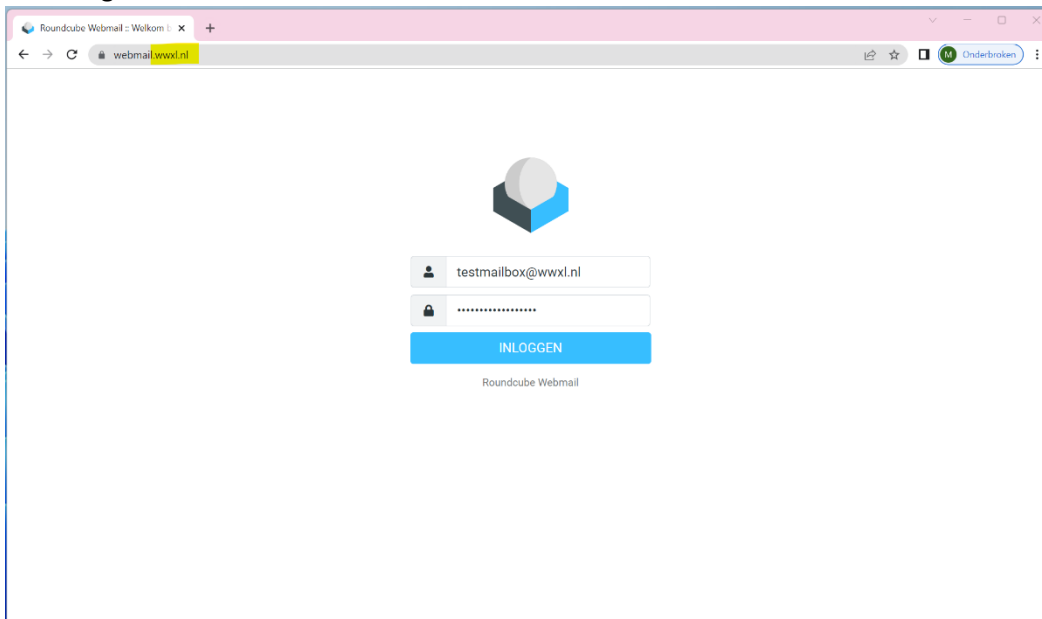 Roundcube Webmail :: Welkom b
webmail.wwxl.nl
M Onderbroken
testmailbox@wwxl.nl
••••••••••••••••••
INLOGGEN
Roundcube Webmail